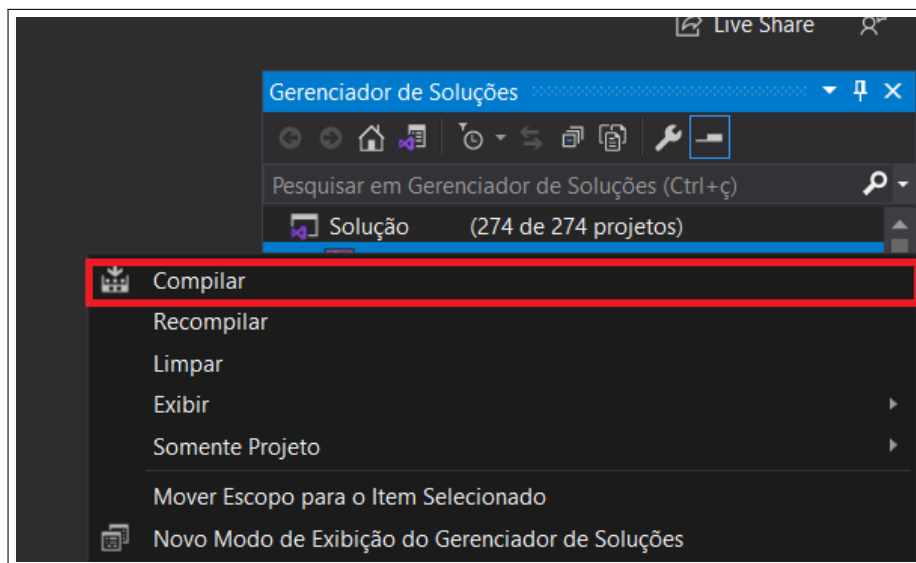 Live Share
Gerenciador de Soluções
Pesquisar em Gerenciador de Soluções (Ctrl+ç)
Solução (274 de 274 projetos)
Compilar
Recompilar
Limpar
Exibir
Somente Projeto
Mover Escopo para o Item Selecionado
Novo Modo de Exibição do Gerenciador de Soluções